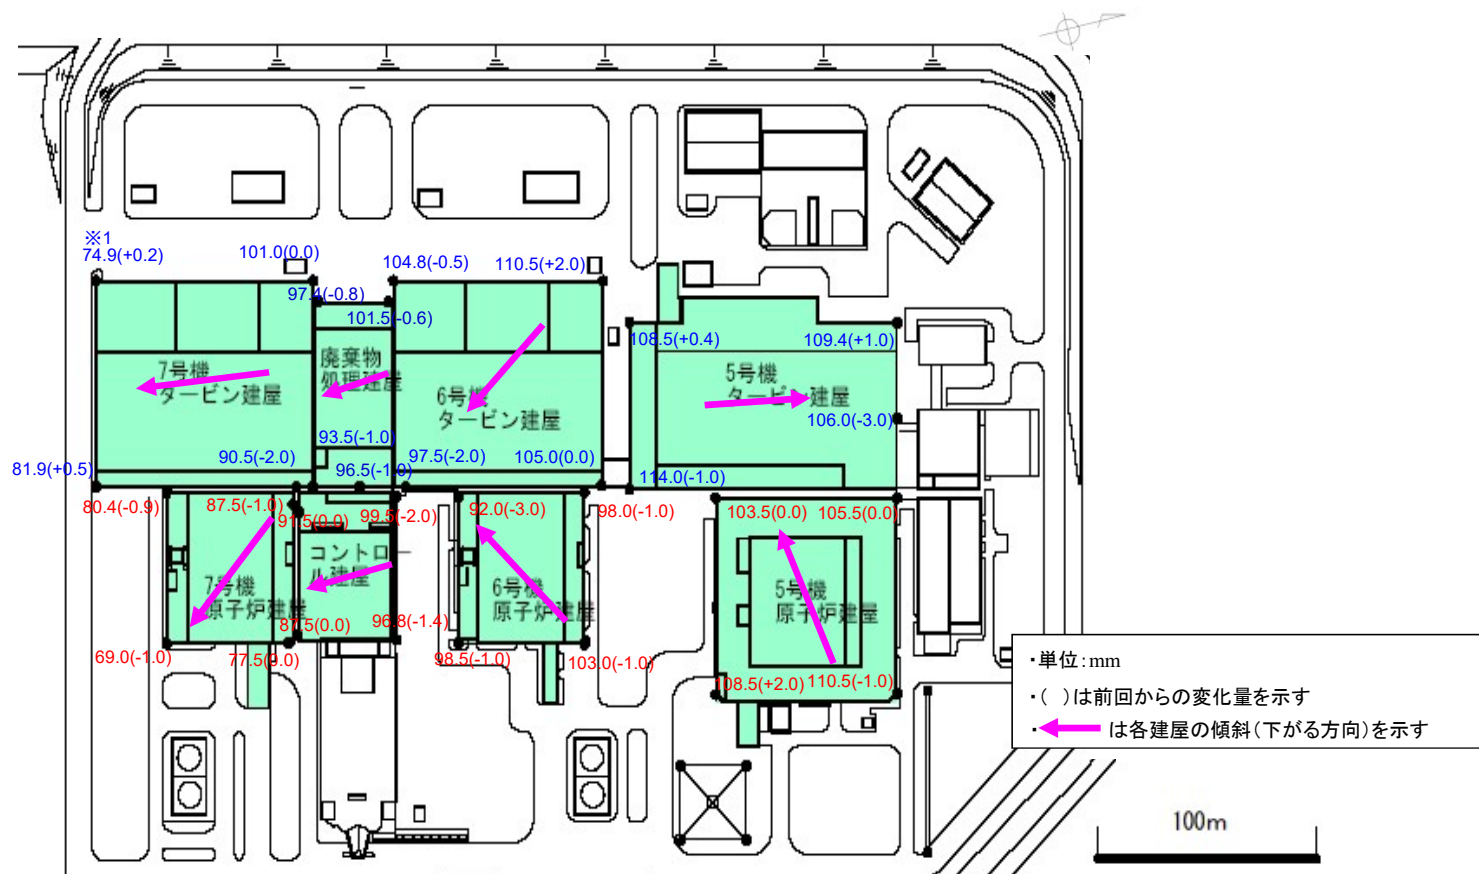 ※1
74.9(+0.2)
101.0(0.0)
104.8(-0.5)
110.5(+2.0)
97.4(-0.8)
101.5(-0.6)
108.5(+0.4)
109.4(+1.0)
7号機
タービン建屋
廃棄物
処理建屋
6号機
タービン建屋
5号機
タービン建屋
106.0(-3.0)
93.5(-1.0)
81.9(+0.5)
90.5(-2.0)
96.5(-1.0)
97.5(-2.0)
105.0(0.0)
114.0(-1.0)
80.4(-0.9)
87.5(-1.0)
91.5(0.0)
99.5(-2.0)
92.0(-3.0)
98.0(-1.0)
103.5(0.0)
105.5(0.0)
コントロー
ル建屋
7号機
原子炉建屋
6号機
原子炉建屋
5号機
原子炉建屋
87.5(0.0)
96.8(-1.4)
69.0(-1.0)
77.5(0.0)
98.5(-1.0)
103.0(-1.0)
108.5(+2.0)
110.5(-1.0)
・単位:mm
・( )は前回からの変化量を示す
・ は各建屋の傾斜(下がる方向)を示す
100m